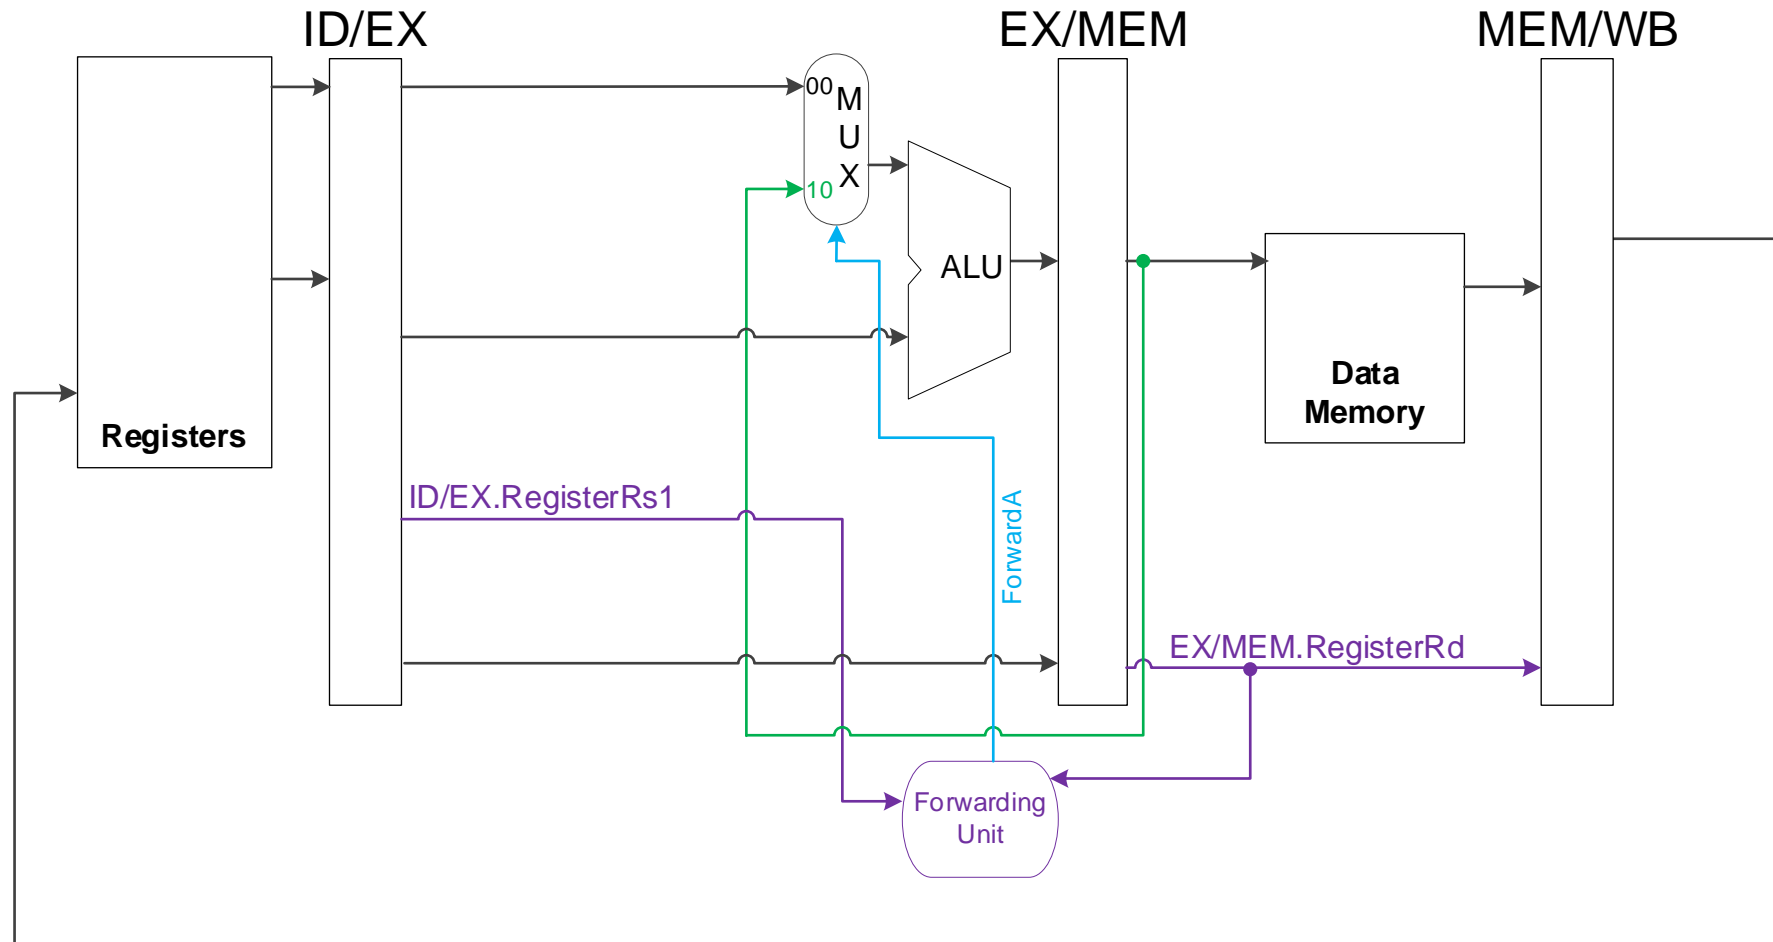 ID/EX
EX/MEM
MEM/WB
00
M
U
X
10
ALU
Data
Memory
Registers
ID/EX.RegisterRs1
ForwardA
EX/MEM.RegisterRd
Forwarding
Unit